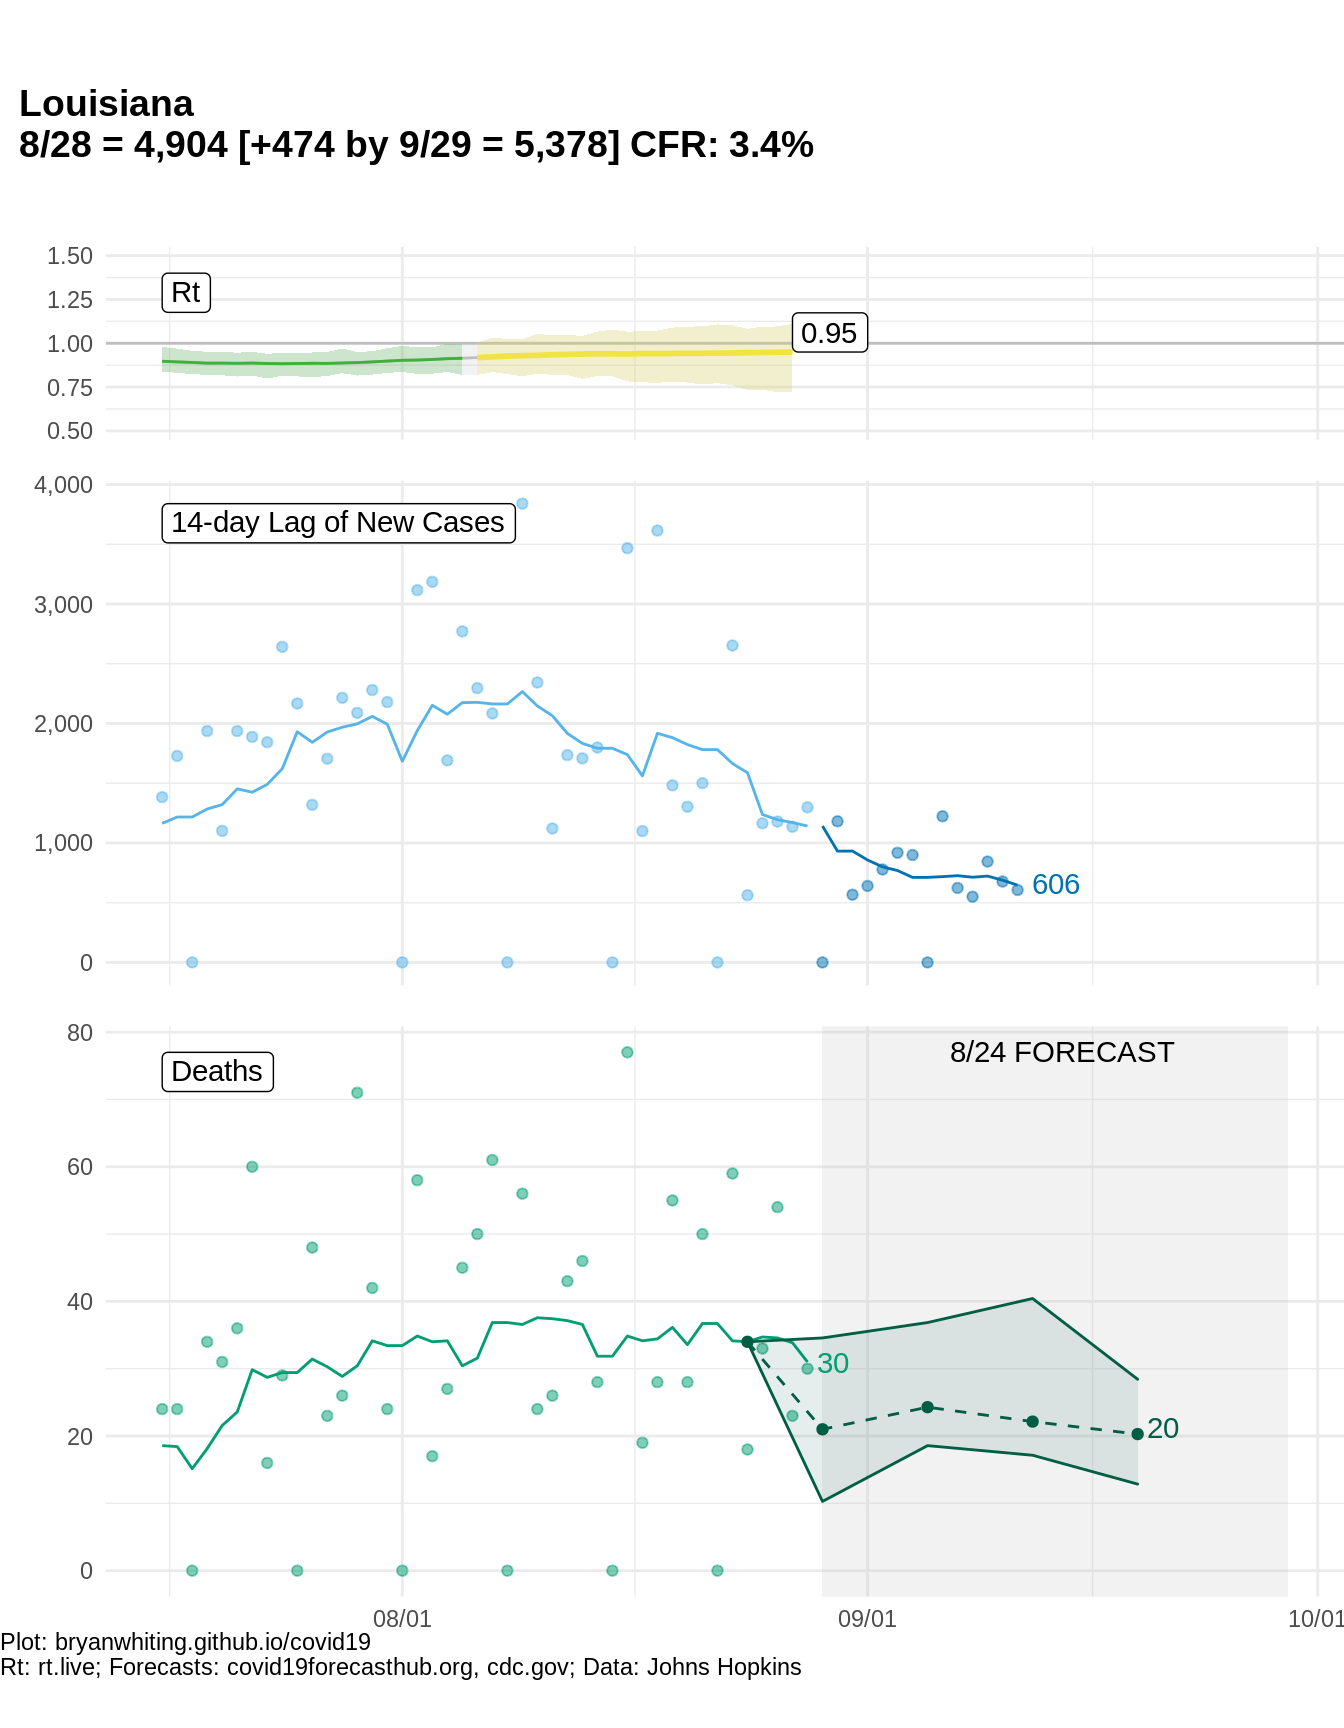 Louisiana
8/28 = 4,904 [+474 by 9/29 = 5,378] CFR: 3.4%
1.50
1.25
1.00
0.75
0.50
Rt
0.95
4,000
3,000
2,000
1,000
0
14-day Lag of New Cases
606
80
60
40
20
0
Deaths
8/24 FORECAST
30
20
08/01
09/01
10/01
Plot: bryanwhiting.github.io/covid19
Rt: rt.live; Forecasts: covid19forecasthub.org, cdc.gov; Data: Johns Hopkins